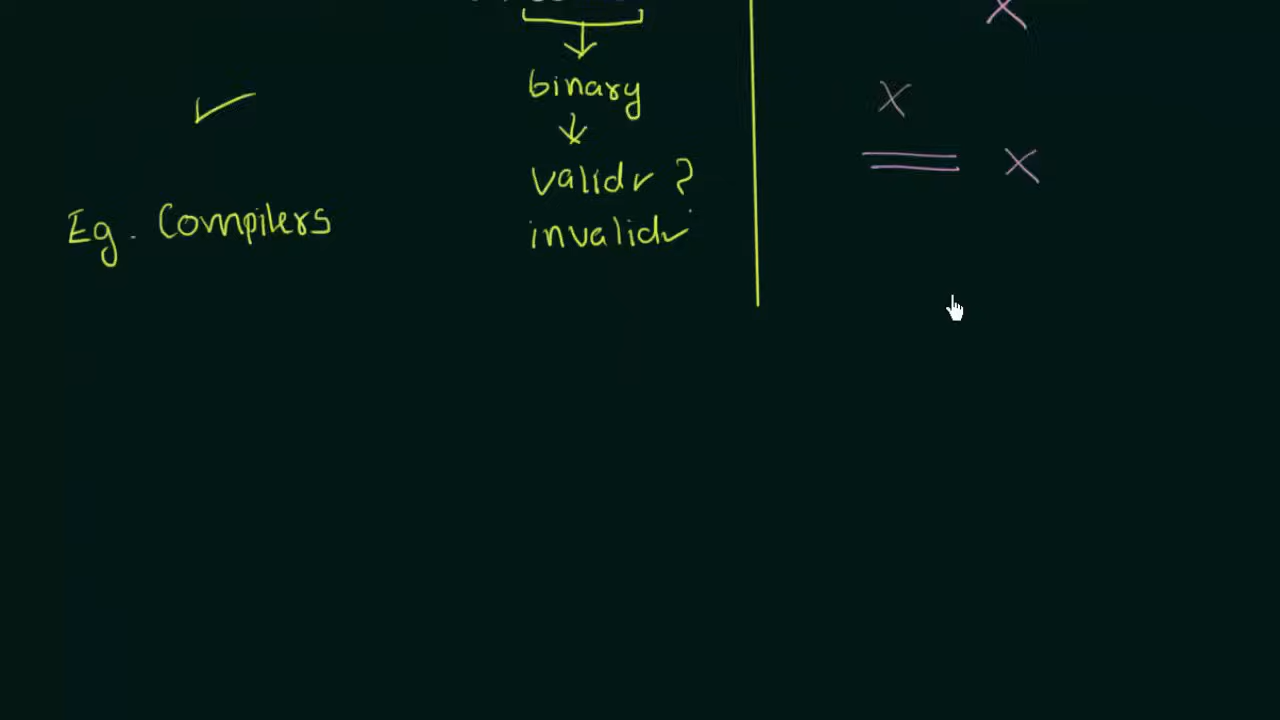 binary
valid ✓ ?
Eg. Compilers
invalid ✓
X
X
X